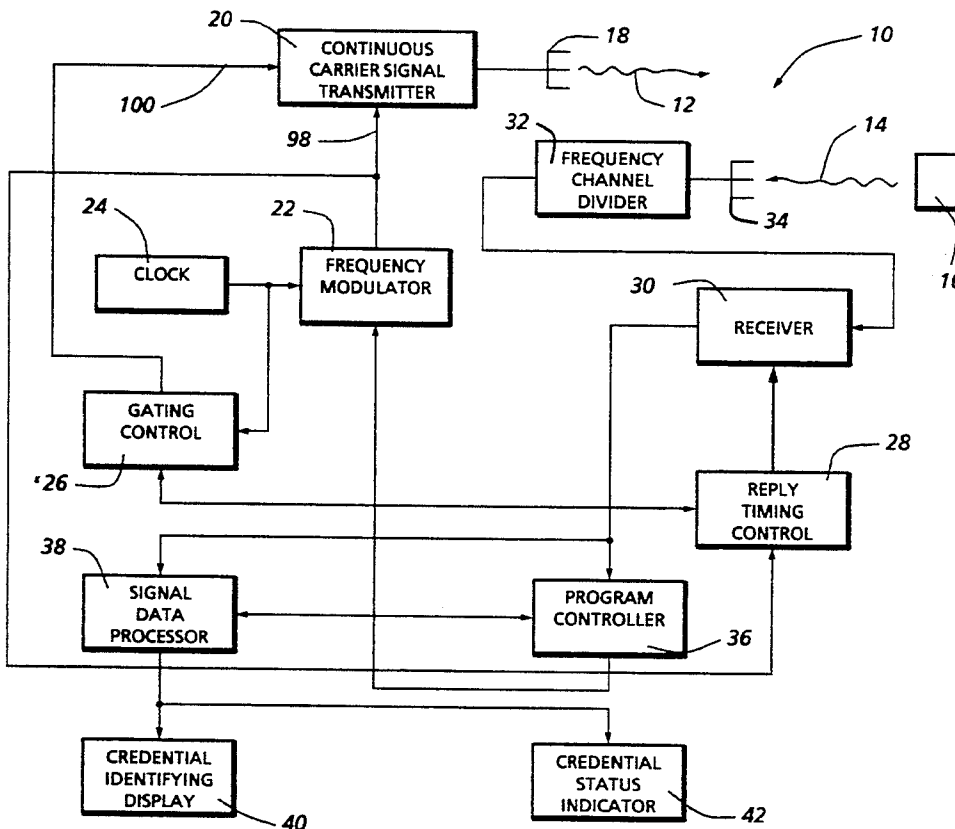 20
CONTINUOUS
CARRIER SIGNAL
TRANSMITTER
18
10
100
12
98
32
FREQUENCY
CHANNEL
DIVIDER
14
34
24
CLOCK
22
FREQUENCY
MODULATOR
30
RECEIVER
GATING
CONTROL
26
28
REPLY
TIMING
CONTROL
38
SIGNAL
DATA
PROCESSOR
PROGRAM
CONTROLLER
36
CREDENTIAL
IDENTIFYING
DISPLAY
40
CREDENTIAL
STATUS
INDICATOR
42